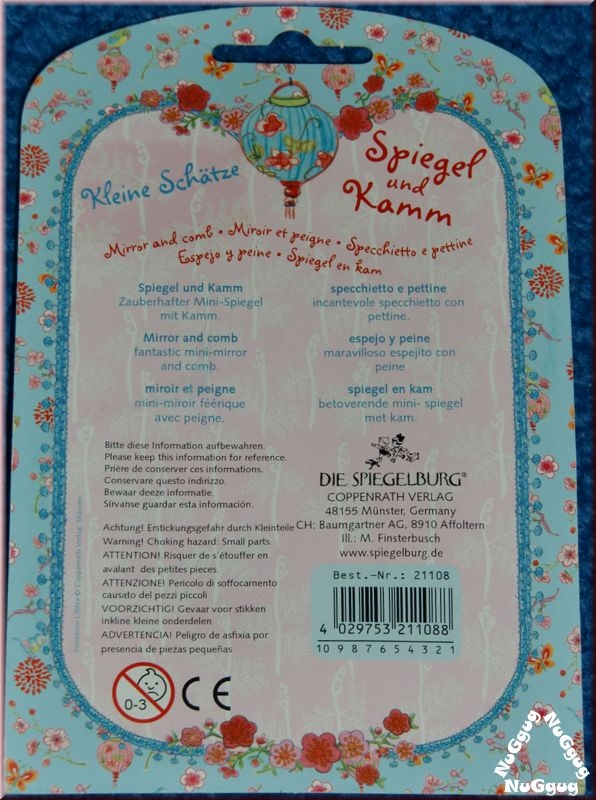 Kleine Schätze
Spiegel
und
Kamm
Mirror and comb • Miroir et peigne • Specchietto e pettine
Espejo y peine • Spiegel en kam
Spiegel und Kamm
Zauberhafter Mini-Spiegel
mit Kamm.
Mirror and comb
fantastic mini-mirror
and comb.
miroir et peigne
mini-miroir féérique
avec peigne.
specchietto e pettine
incantevole specchietto con
pettine.
espejo y peine
maravilloso espejito con
peine
spiegel en kam
betoverende mini- spiegel
met kam.
Bitte diese Information aufbewahren.
Please keep this information for reference.
Prière de conserver ces informations.
Conservare questo indirizzo.
Bewaar deeze informatie.
Sírvanse guardar esta información.
Achtung! Erstickungsgefahr durch Kleinteile
Warning! Choking hazard: Small parts
ATTENTION! Risquer de s'étouffer en
avalant des petites pieces.
ATTENZIONE! Pericolo di soffocamento
causato del pezzi piccoli
VOORZICHTIG! Gevaar voor stikken
inkline kleine onderdelen
ADVERTENCIA! Peligro de asfixia por
presencia de piezas pequeñas
0-3
CE
DIE SPIEGELBURG®
COPPENRATH VERLAG
48155 Münster, Germany
CH: Baumgartner AG, 8910 Affoltern
Ill.: M. Finsterbusch
www.spiegelburg.de
Best.-Nr.: 21108
4 029753 211088
10 9 8 7 6 5 4 3 2 1
Prinzessin Lillifee © Coppenrath Verlag, Münster
NuGgug NuGgug
NuGgug